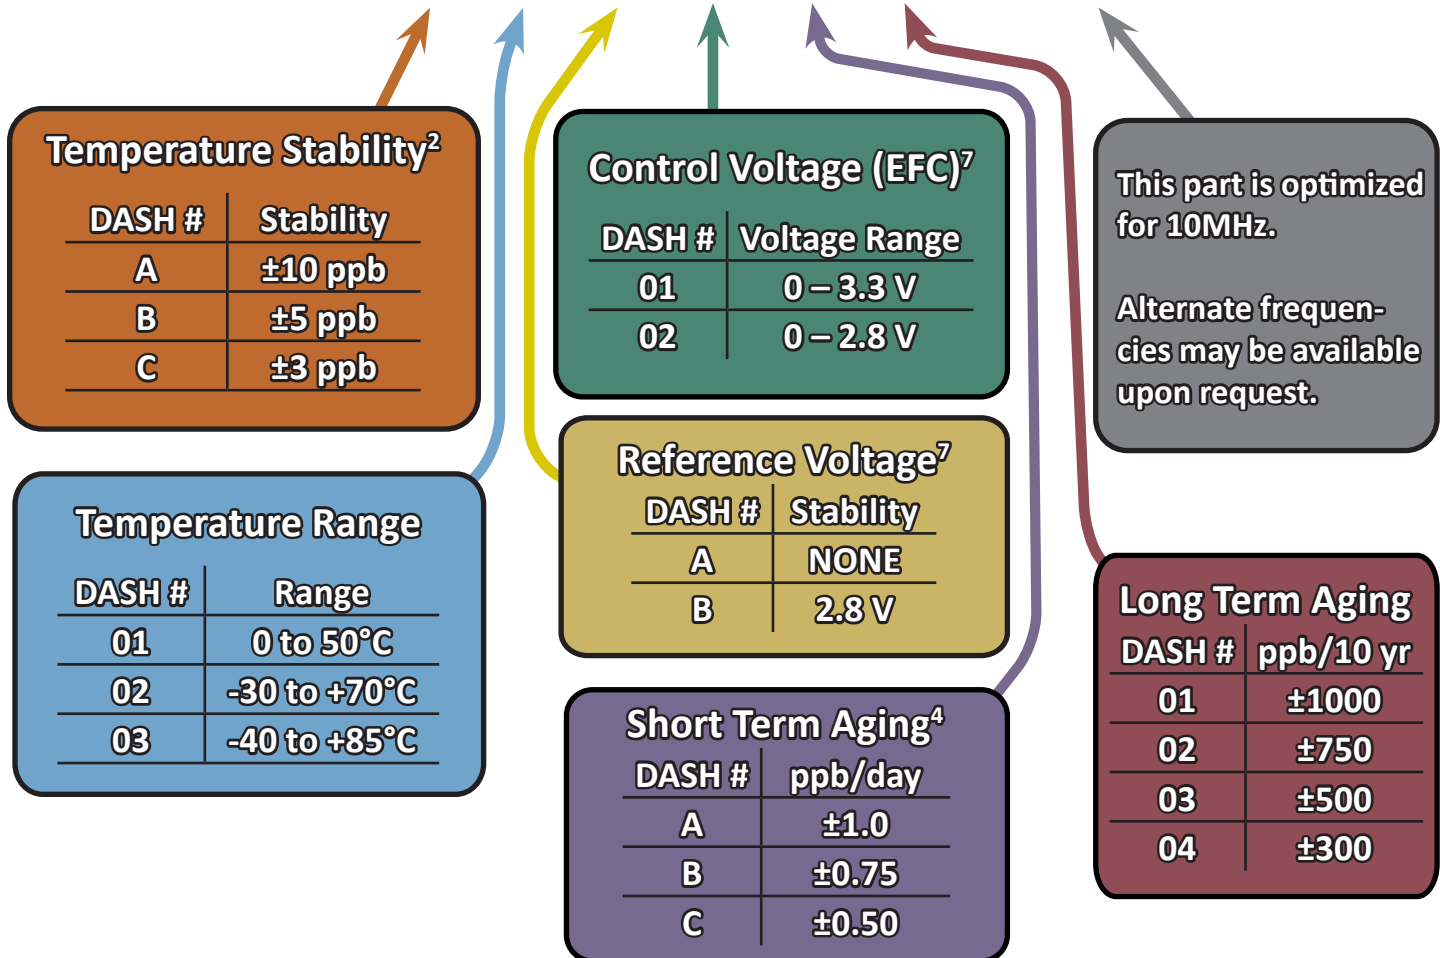 Temperature Stability²
DASH # Stability
A ±10 ppb
B ±5 ppb
C ±3 ppb
Temperature Range
DASH # Range
01 0 to 50°C
02 -30 to +70°C
03 -40 to +85°C
Control Voltage (EFC)⁷
DASH # Voltage Range
01 0 – 3.3 V
02 0 – 2.8 V
Reference Voltage⁷
DASH # Stability
A NONE
B 2.8 V
Short Term Aging⁴
DASH # ppb/day
A ±1.0
B ±0.75
C ±0.50
This part is optimized
for 10MHz.
Alternate frequen-
cies may be available
upon request.
Long Term Aging
DASH # ppb/10 yr
01 ±1000
02 ±750
03 ±500
04 ±300